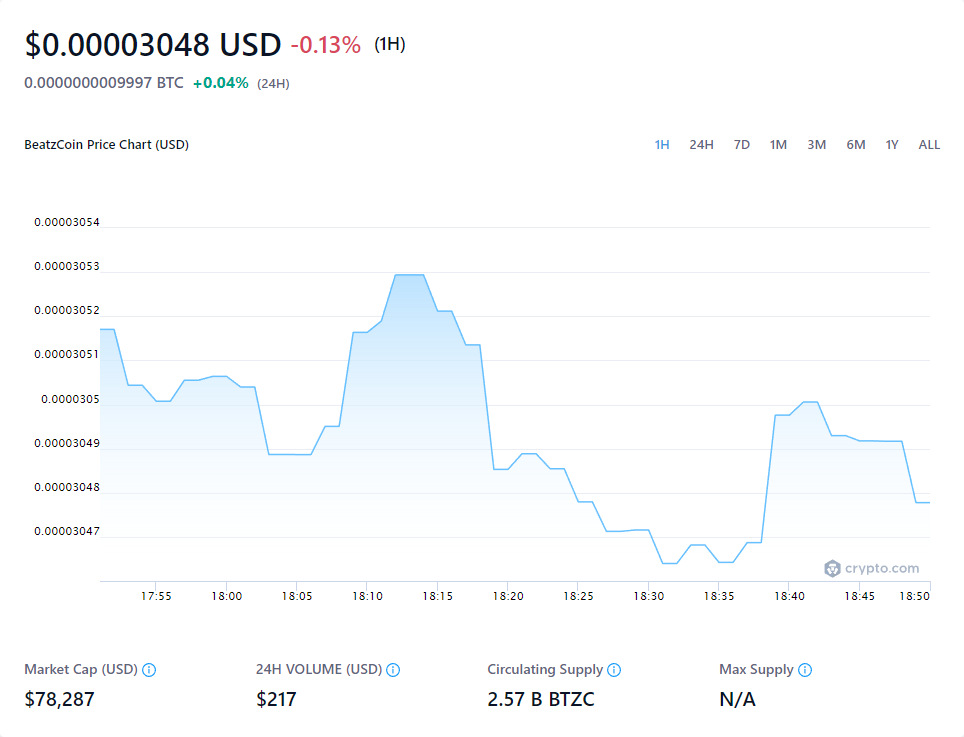 $0.00003048 USD -0.13% (1H)
0.0000000009997 BTC +0.04% (24H)
BeatzCoin Price Chart (USD) 1H 24H 7D 1M 3M 6M 1Y ALL
0.00003054
0.00003053
0.00003052
0.00003051
0.0000305
0.00003049
0.00003048
0.00003047
crypto.com
17:55 18:00 18:05 18:10 18:15 18:20 18:25 18:30 18:35 18:40 18:45 18:50
Market Cap (USD) 24H VOLUME (USD) Circulating Supply Max Supply
$78,287 $217 2.57 B BTZC N/A